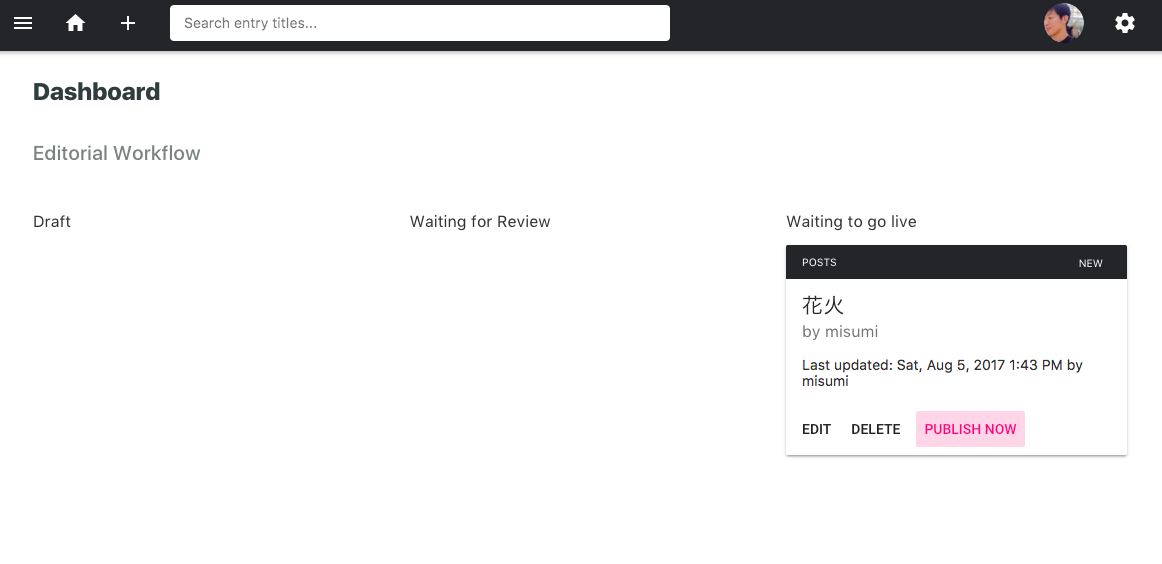 Search entry titles...
Dashboard
Editorial Workflow
Draft
Waiting for Review
Waiting to go live
POSTS
NEW
花火
by misumi
Last updated: Sat, Aug 5, 2017 1:43 PM by
misumi
EDIT
DELETE
PUBLISH NOW